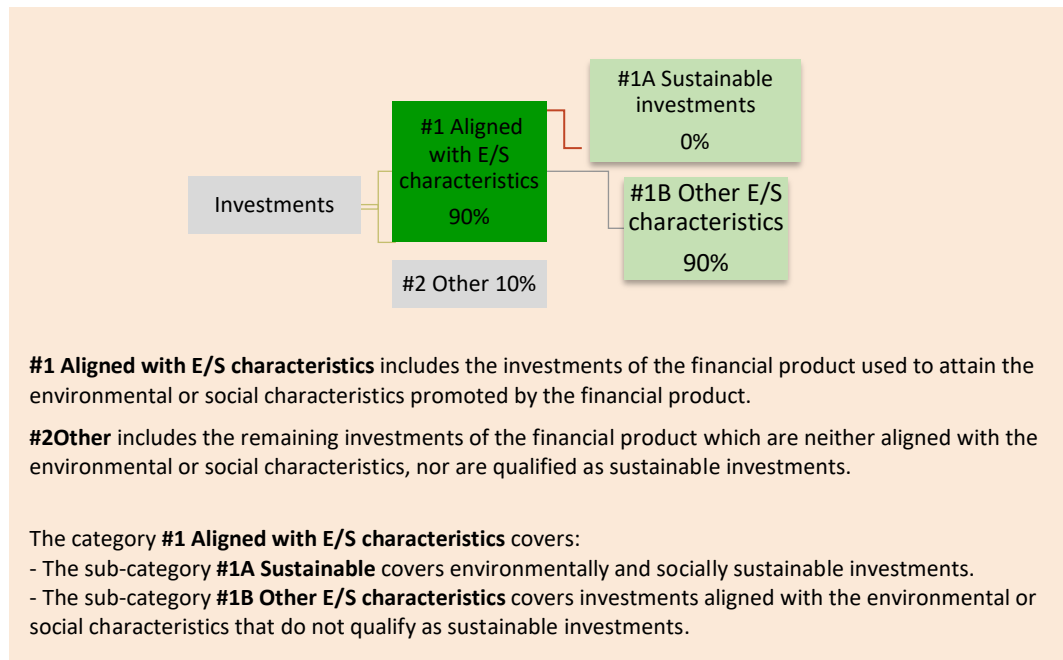 #1A Sustainable
investments
0%
#1 Aligned
with E/S
characteristics
90%
Investments
#1B Other E/S
characteristics
90%
#2 Other 10%
#1 Aligned with E/S characteristics includes the investments of the financial product used to attain the
environmental or social characteristics promoted by the financial product.
#2Other includes the remaining investments of the financial product which are neither aligned with the
environmental or social characteristics, nor are qualified as sustainable investments.
The category #1 Aligned with E/S characteristics covers:
- The sub-category #1A Sustainable covers environmentally and socially sustainable investments.
- The sub-category #1B Other E/S characteristics covers investments aligned with the environmental or
social characteristics that do not qualify as sustainable investments.